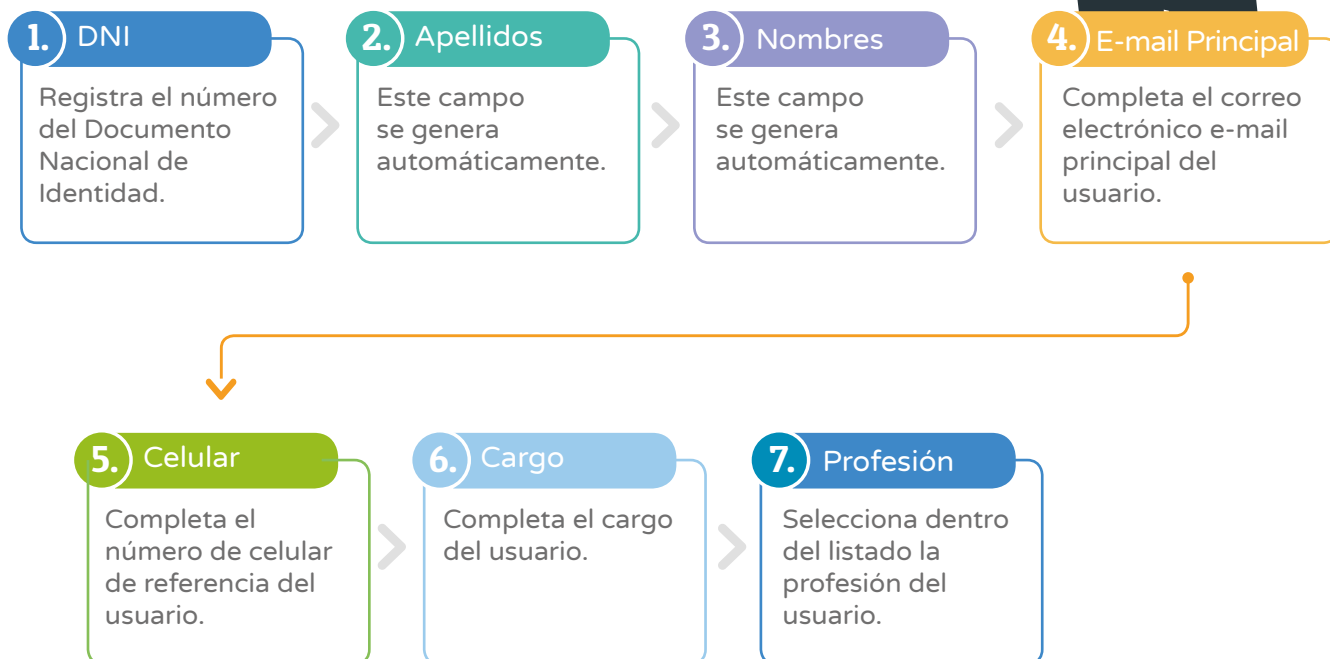 1. DNI
Registra el número
del Documento
Nacional de
Identidad.
2. Apellidos
Este campo
se genera
automáticamente.
3. Nombres
Este campo
se genera
automáticamente.
4. E-mail Principal
Completa el correo
electrónico e-mail
principal del
usuario.
5. Celular
Completa el
número de celular
de referencia del
usuario.
6. Cargo
Completa el cargo
del usuario.
7. Profesión
Selecciona dentro
del listado la
profesión del
usuario.